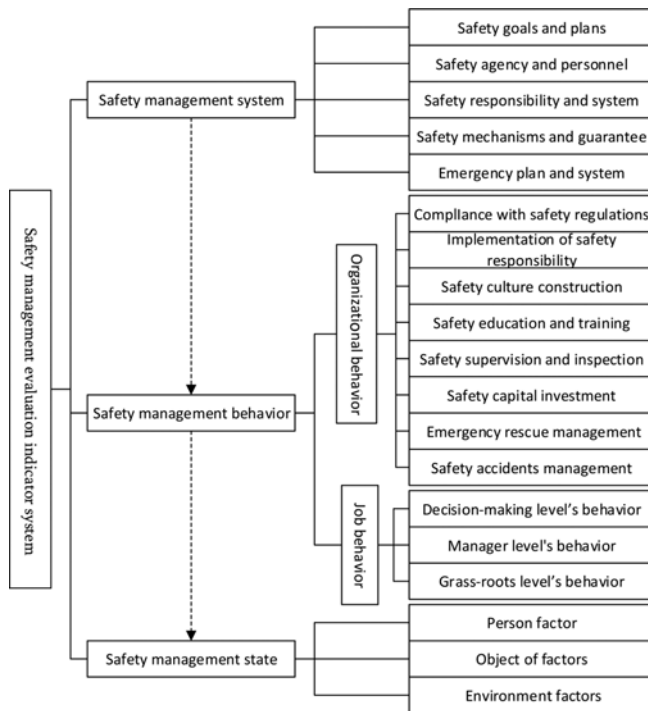 Safety management evaluation indicator system
Safety management system
Safety goals and plans
Safety agency and personnel
Safety responsibility and system
Safety mechanisms and guarantee
Emergency plan and system
Safety management behavior
Organizational behavior
Compliance with safety regulations
Implementation of safety
responsibility
Safety culture construction
Safety education and training
Safety supervision and inspection
Safety capital investment
Emergency rescue management
Safety accidents management
Job behavior
Decision-making level’s behavior
Manager level's behavior
Grass-roots level’s behavior
Safety management state
Person factor
Object of factors
Environment factors